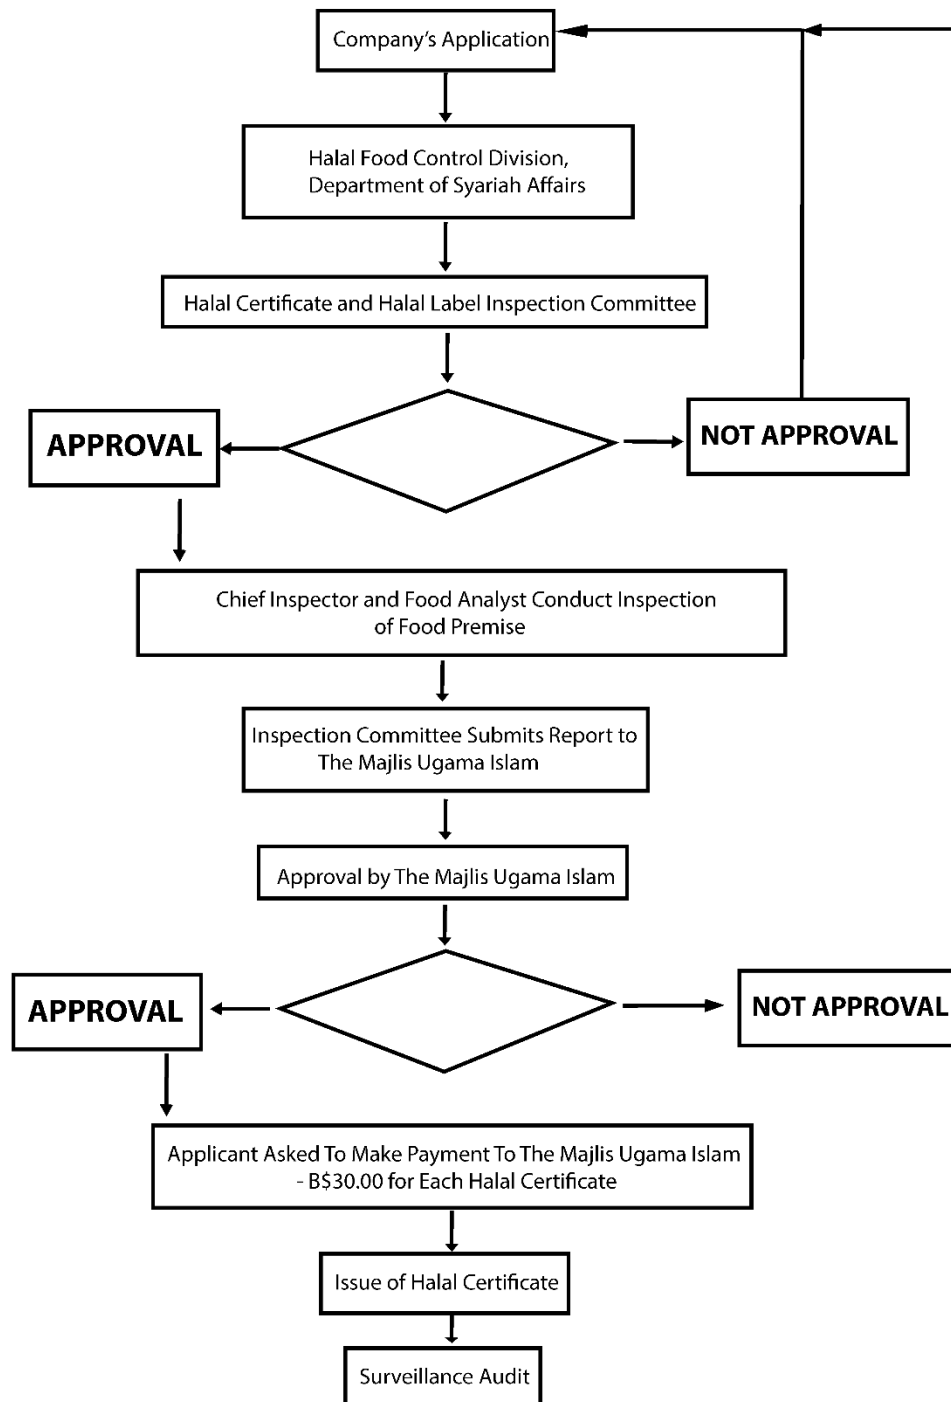 Company's Application
Halal Food Control Division,
Department of Syariah Affairs
Halal Certificate and Halal Label Inspection Committee
APPROVAL
NOT APPROVAL
Chief Inspector and Food Analyst Conduct Inspection
of Food Premise
Inspection Committee Submits Report to
The Majlis Ugama Islam
Approval by The Majlis Ugama Islam
APPROVAL
NOT APPROVAL
Applicant Asked To Make Payment To The Majlis Ugama Islam
- B$30.00 for Each Halal Certificate
Issue of Halal Certificate
Surveillance Audit